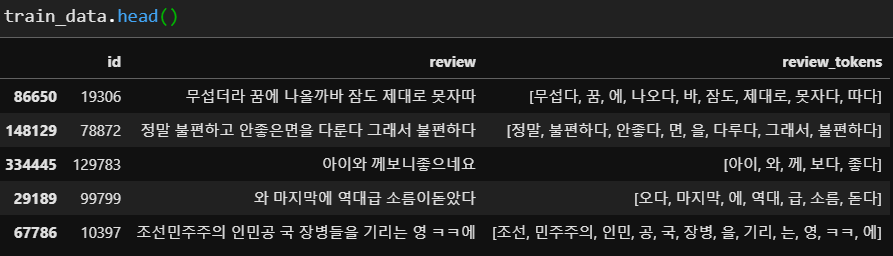 train_data.head()
id review review_tokens
86650 19306 무섭더라 꿈에 나올까바 잠도 제대로 못자따 [무섭다, 꿈, 에, 나오다, 바, 잠도, 제대로, 못자다, 따다]
148129 78872 정말 불편하고 안좋은면을 다룬다 그래서 불편하다 [정말, 불편하다, 안좋다, 면, 을, 다루다, 그래서, 불편하다]
334445 129783 아이와 께보니좋으네요 [아이, 와, 께, 보다, 좋다]
29189 99799 와 마지막에 역대급 소름이돋았다 [오다, 마지막, 에, 역대, 급, 소름, 돋다]
67786 10397 조선민주주의 인민공 국 장병들을 기리는 영 ㅋㅋ에 [조선, 민주주의, 인민, 공, 국, 장병, 을, 기리, 는, 영, ㅋㅋ, 에]